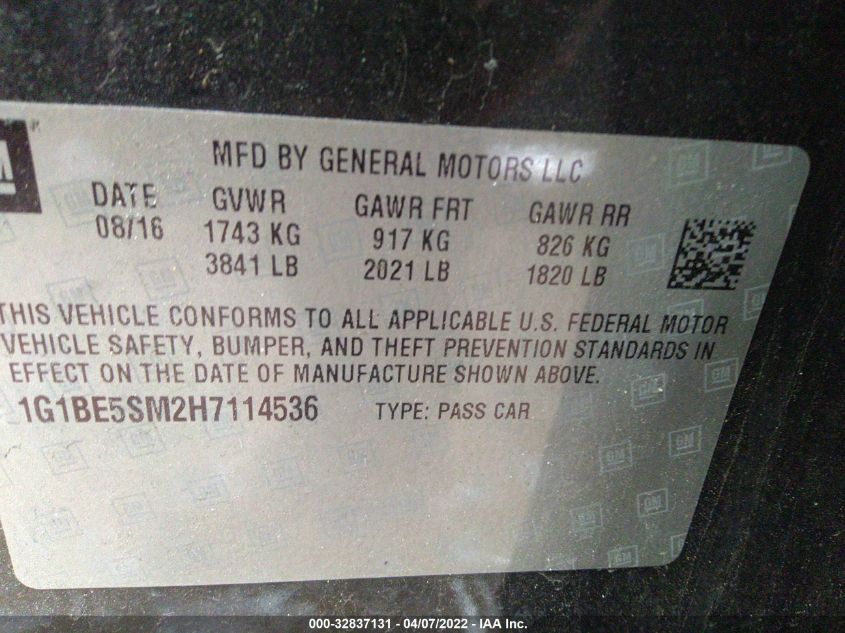 MFD BY GENERAL MOTORS LLC
DATE GVWR GAWR FRT GAWR RR
08/16 1743 KG 917 KG 826 KG
3841 LB 2021 LB 1820 LB
THIS VEHICLE CONFORMS TO ALL APPLICABLE U.S. FEDERAL MOTOR
VEHICLE SAFETY, BUMPER, AND THEFT PREVENTION STANDARDS IN
EFFECT ON THE DATE OF MANUFACTURE SHOWN ABOVE.
1G1BE5SM2H7114536 TYPE: PASS CAR
000-32837131 - 04/07/2022 - IAA Inc.